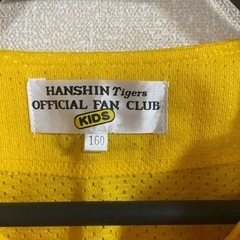 HANSHIN Tigers
OFFICIAL FAN CLUB
KIDS
160